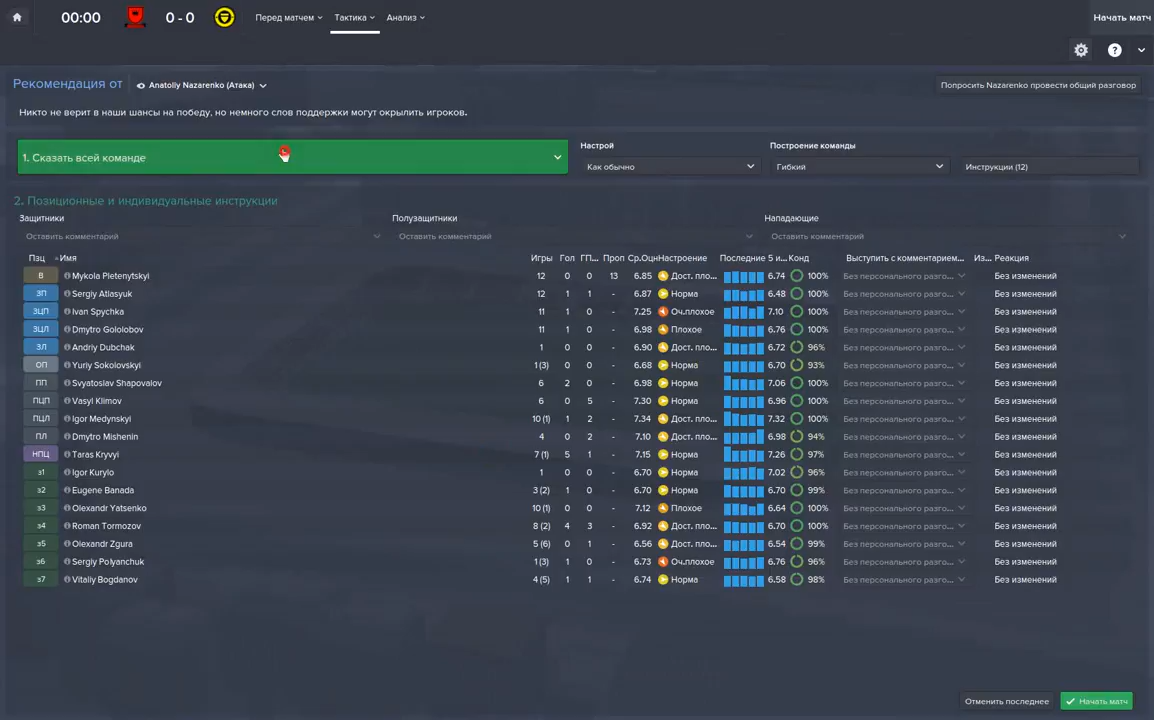 00:00 0 - 0 Перед матчем Тактика Анализ Начать матч
?
Рекомендация от Anatoliy Nazarenko (Атака) Попросить Nazarenko провести общий разговор
Никто не верит в наши шансы на победу, но немного слов поддержки могут окрылить игроков.
Настрой Построение команды
1. Сказать всей команде Как обычно Гибкий Инструкции (12)
2. Позиционные и индивидуальные инструкции
Защитники Полузащитники Нападающие
Оставить комментарий Оставить комментарий Оставить комментарий
Пзц Имя Игры Гол ГП... Проп Ср.Оцн Настроение Последние 5 и... Конд Выступить с комментарием... Из... Реакция
В Mykola Pletenytskyi 12 0 0 13 6.85 Дост. пло... 6.74 100% Без персонального разго... Без изменений
ЗП Sergiy Atlasyuk 12 1 1 - 6.87 Норма 6.48 100% Без персонального разго... Без изменений
ЗЦП Ivan Spychka 11 1 0 - 7.25 Оч.плохое 7.10 100% Без персонального разго... Без изменений
ЗЦЛ Dmytro Gololobov 11 1 0 - 6.98 Плохое 6.76 100% Без персонального разго... Без изменений
ЗЛ Andriy Dubchak 1 0 0 - 6.90 Дост. пло... 6.72 96% Без персонального разго... Без изменений
ОП Yuriy Sokolovskyi 1 (3) 0 0 - 6.68 Норма 6.70 93% Без персонального разго... Без изменений
ПП Svyatoslav Shapovalov 6 2 0 - 6.98 Норма 7.06 100% Без персонального разго... Без изменений
ПЦП Vasyl Klimov 6 0 5 - 7.30 Норма 6.96 100% Без персонального разго... Без изменений
ПЦЛ Igor Medynskyi 10 (1) 1 2 - 7.34 Норма 7.32 100% Без персонального разго... Без изменений
ПЛ Dmytro Mishenin 4 0 2 - 7.10 Дост. пло... 6.98 94% Без персонального разго... Без изменений
НПЦ Taras Kryvyi 7 (1) 5 1 - 7.15 Норма 7.26 97% Без персонального разго... Без изменений
з1 Igor Kurylo 1 0 0 - 6.70 Норма 7.02 96% Без персонального разго... Без изменений
з2 Eugene Banada 3 (2) 1 0 - 6.70 Норма 6.70 99% Без персонального разго... Без изменений
з3 Olexandr Yatsenko 10 (1) 0 0 - 7.12 Плохое 6.64 100% Без персонального разго... Без изменений
з4 Roman Tormozov 8 (2) 4 3 - 6.92 Дост. пло... 6.70 100% Без персонального разго... Без изменений
з5 Olexandr Zgura 5 (6) 0 1 - 6.56 Дост. пло... 6.54 99% Без персонального разго... Без изменений
з6 Sergiy Polyanchuk 1 (3) 1 0 - 6.73 Оч.плохое 6.76 96% Без персонального разго... Без изменений
з7 Vitaliy Bogdanov 4 (5) 1 1 - 6.74 Норма 6.58 98% Без персонального разго... Без изменений
Отменить последнее Начать матч